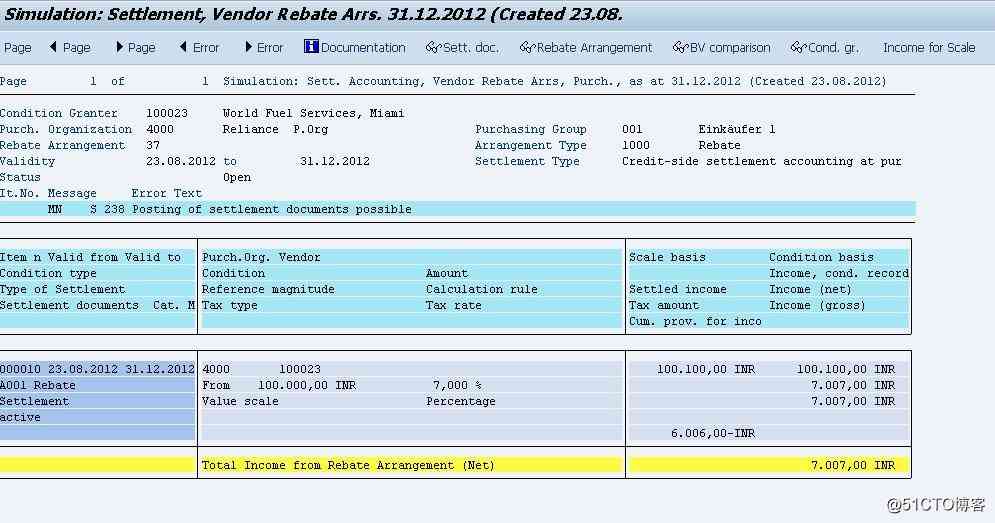 Simulation: Settlement, Vendor Rebate Arrs. 31.12.2012 (Created 23.08.
Page Page Page Error Error Documentation Sett. doc. Rebate Arrangement BV comparison Cond. gr. Income for Scale
Page 1 of 1 Simulation: Sett. Accounting, Vendor Rebate Arrs, Purch., as at 31.12.2012 (Created 23.08.2012)
Condition Granter 100023 World Fuel Services, Miami
Purch. Organization 4000 Reliance P.Org Purchasing Group 001 Einkäufer 1
Rebate Arrangement 37 Arrangement Type 1000 Rebate
Validity 23.08.2012 to 31.12.2012 Settlement Type Credit-side settlement accounting at pur
Status Open
It.No. Message Error Text
MN S 238 Posting of settlement documents possible
Item n Valid from Valid to Purch.Org. Vendor Scale basis Condition basis
Condition type Condition Amount Income, cond. record
Type of Settlement Reference magnitude Calculation rule Settled income Income (net)
Settlement documents Cat. M Tax type Tax rate Tax amount Income (gross)
Cum. prov. for inco
000010 23.08.2012 31.12.2012 4000 100023 100.100,00 INR 100.100,00 INR
A001 Rebate From 100.000,00 INR 7,000 % 7.007,00 INR
Settlement Value scale Percentage 7.007,00 INR
active
6.006,00-INR
Total Income from Rebate Arrangement (Net) 7.007,00 INR
@51CTO博客